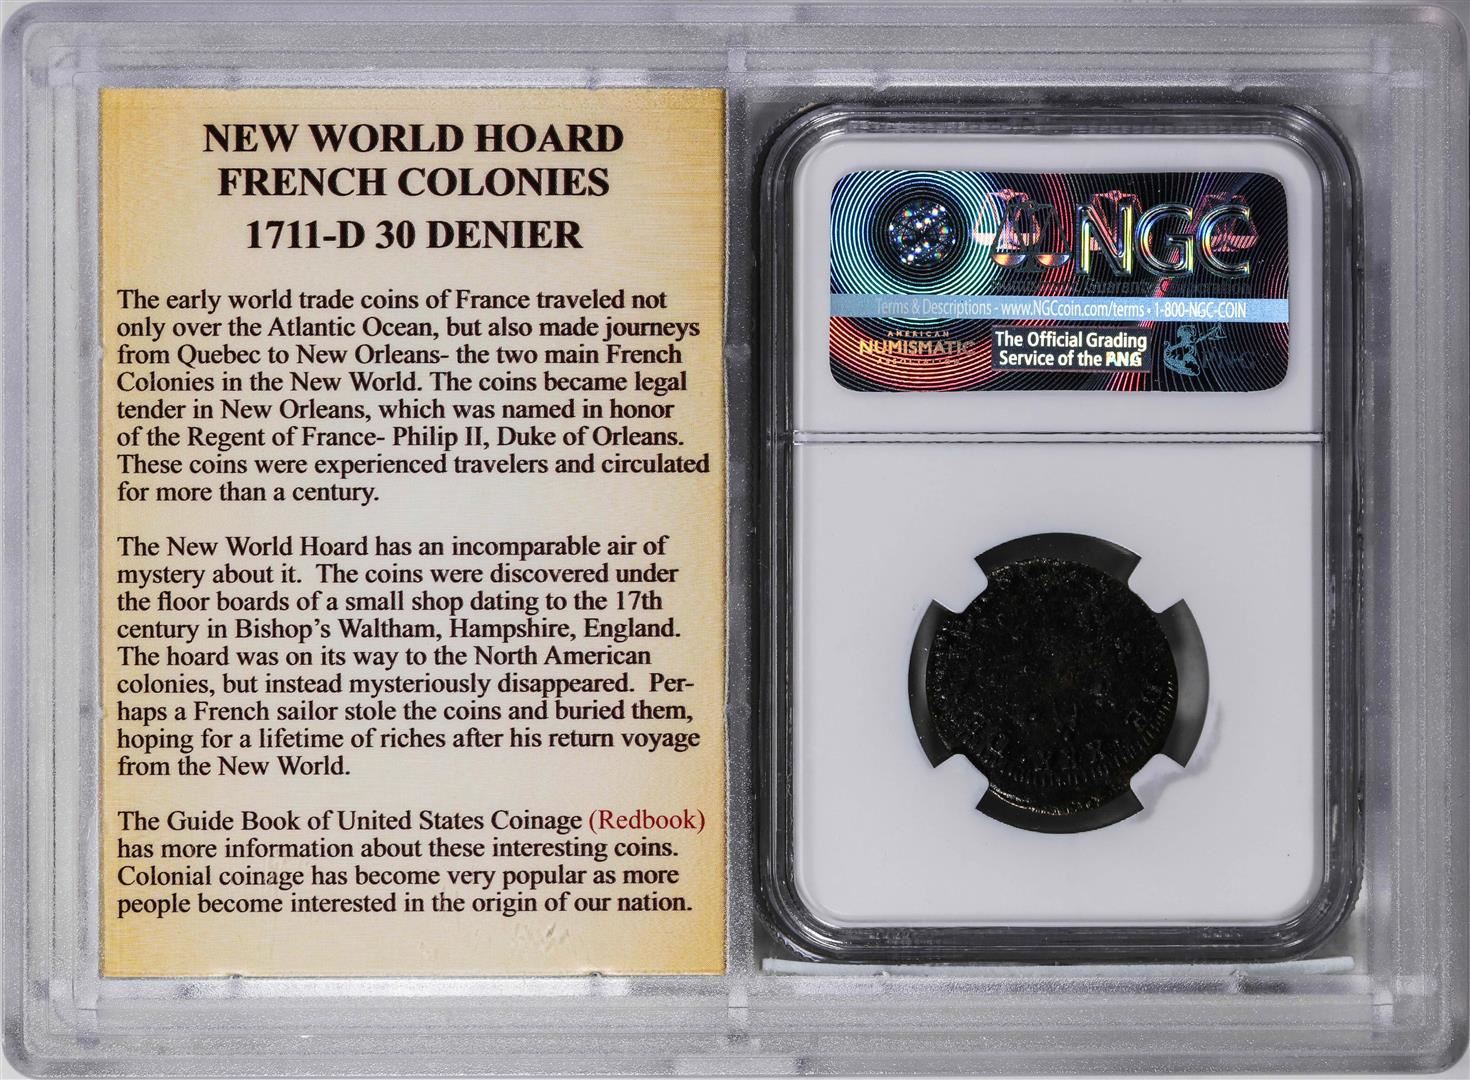 NEW WORLD HOARD
FRENCH COLONIES
1711-D 30 DENIER
The early world trade coins of France traveled not
only over the Atlantic Ocean, but also made journeys
from Quebec to New Orleans- the two main French
Colonies in the New World. The coins became legal
tender in New Orleans, which was named in honor
of the Regent of France- Philip II, Duke of Orleans.
These coins were experienced travelers and circulated
for more than a century.
The New World Hoard has an incomparable air of
mystery about it. The coins were discovered under
the floor boards of a small shop dating to the 17th
century in Bishop's Waltham, Hampshire, England.
The hoard was on its way to the North American
colonies, but instead mysteriously disappeared. Per-
haps a French sailor stole the coins and buried them,
hoping for a lifetime of riches after his return voyage
from the New World.
The Guide Book of United States Coinage (Redbook)
has more information about these interesting coins.
Colonial coinage has become very popular as more
people become interested in the origin of our nation.
NGC
Terms & Descriptions - www.NGCcoin.com/terms • 1-800-NGC-COIN
AMERICAN
NUMISMATIC
The Official Grading
Service of the